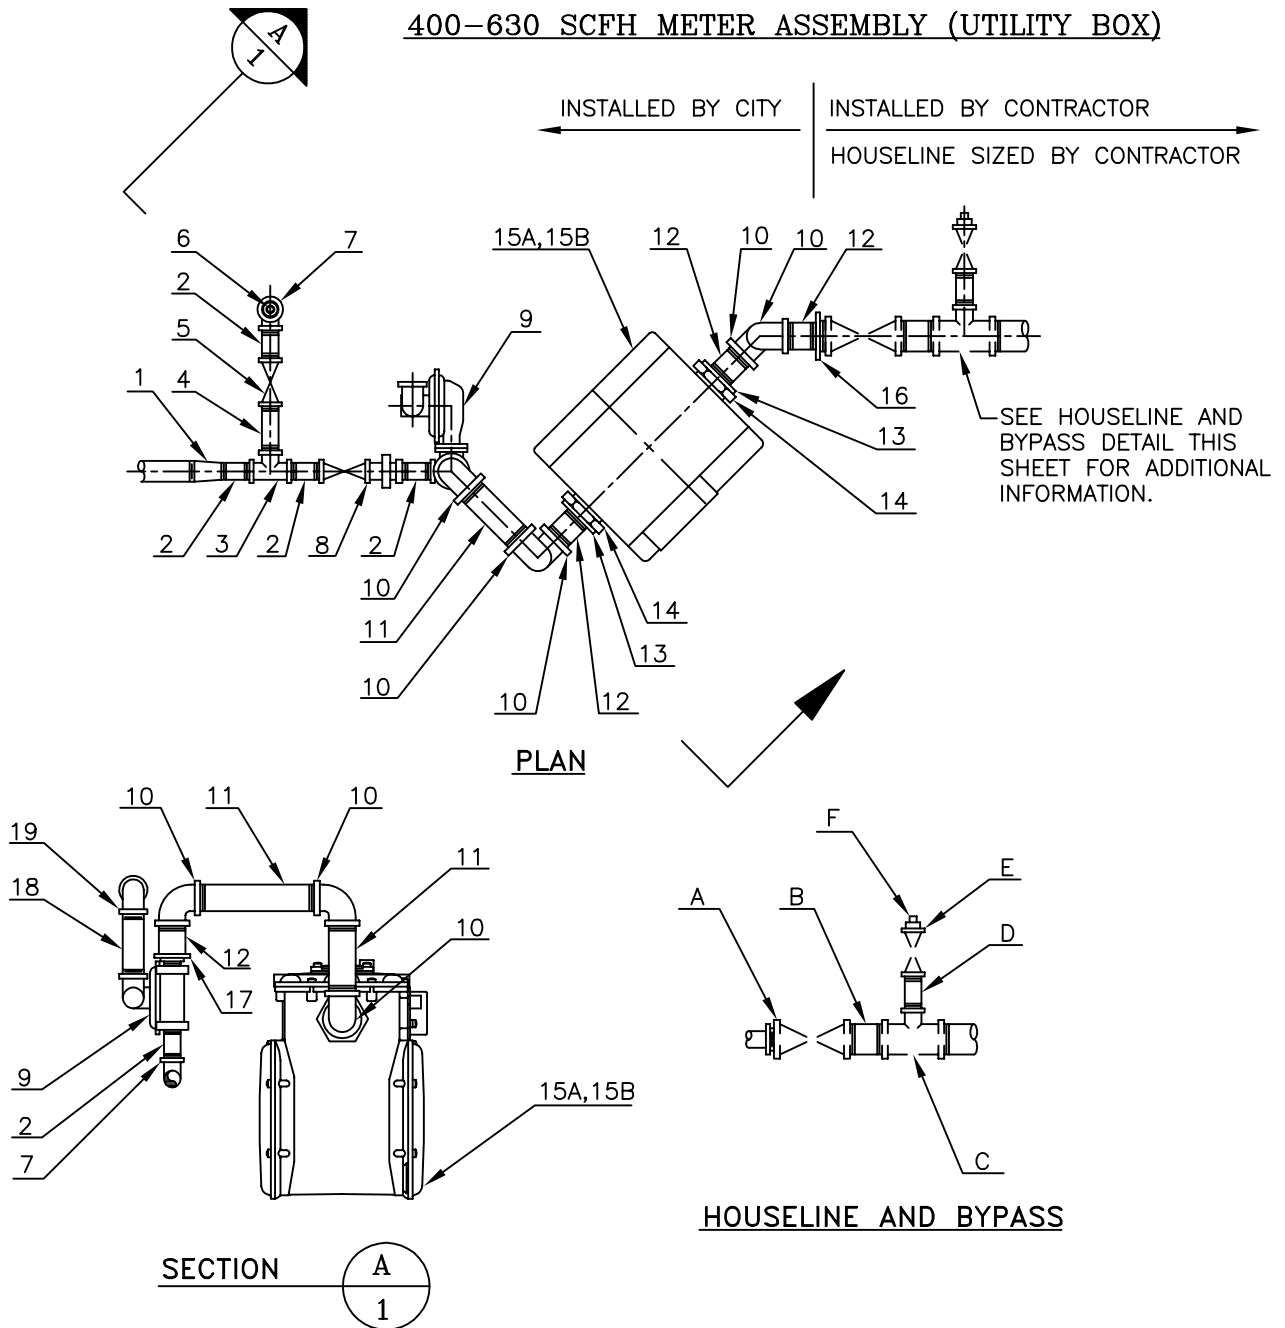 400-630 SCFH METER ASSEMBLY (UTILITY BOX)
A
1
INSTALLED BY CITY
INSTALLED BY CONTRACTOR
HOUSELINE SIZED BY CONTRACTOR
6
7
2
5
4
1
9
15A,15B
12
10
10
12
16
13
14
SEE HOUSELINE AND
BYPASS DETAIL THIS
SHEET FOR ADDITIONAL
INFORMATION.
2
3
2
8
2
10
11
10
10
12
13
14
PLAN
10
11
10
19
18
11
10
12
17
9
2
7
15A,15B
SECTION
A
1
F
E
A
B
D
C
HOUSELINE AND BYPASS